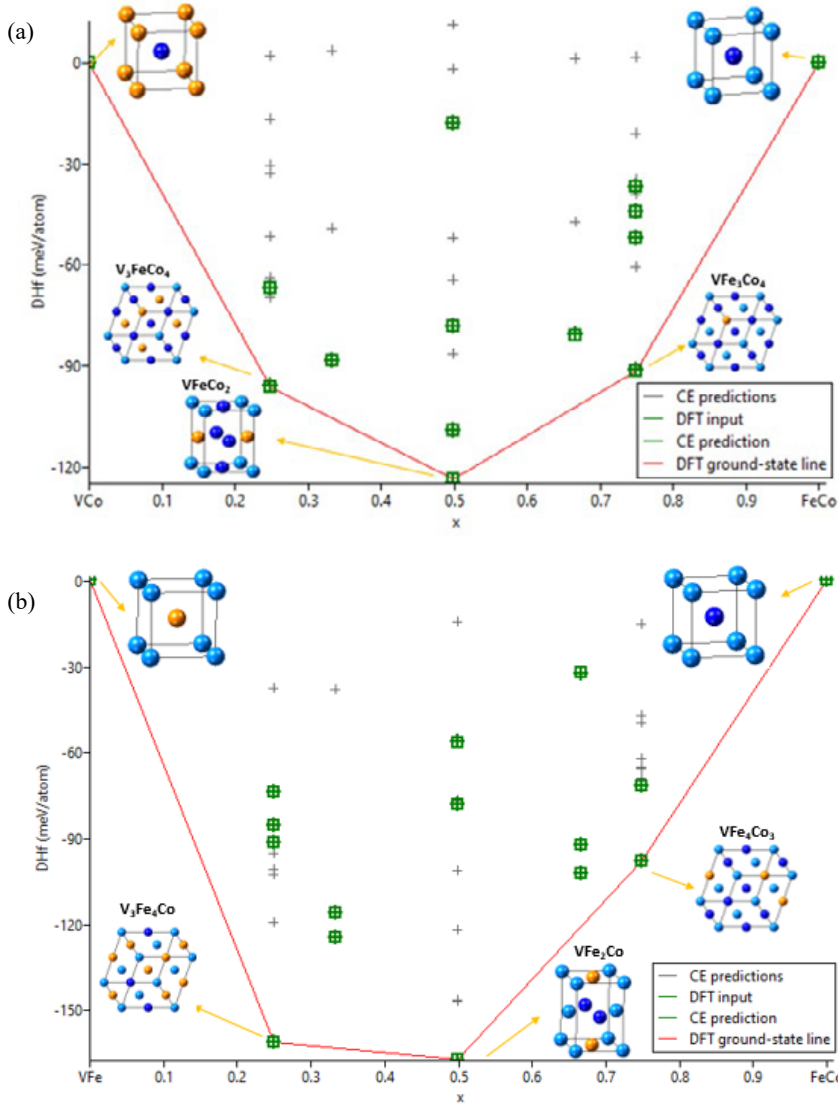 (a)
0
-30
-60
-90
-120
DHf (meV/atom)
V₃FeCo₄
VFeCo₂
VFe₃Co₄
CE predictions
DFT input
CE prediction
DFT ground-state line
VCo 0.1 0.2 0.3 0.4 0.5 0.6 0.7 0.8 0.9 FeCo
x
(b)
0
-30
-60
-90
-120
-150
DHf (meV/atom)
V₃Fe₄Co
VFe₂Co
VFe₄Co₃
CE predictions
DFT input
CE prediction
DFT ground-state line
VFe 0.1 0.2 0.3 0.4 0.5 0.6 0.7 0.8 0.9 FeCo
x